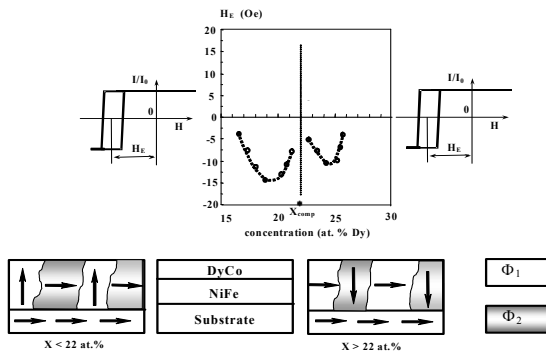 H_E (Oe)
20
15
10
5
0
-5
-10
-15
-20
15 20 X_comp 25 30
concentration (at. % Dy)
I/I_0
0
H
H_E
I/I_0
0
H
H_E
DyCo
NiFe
Substrate
X < 22 at.%
X > 22 at.%
Φ_1
Φ_2